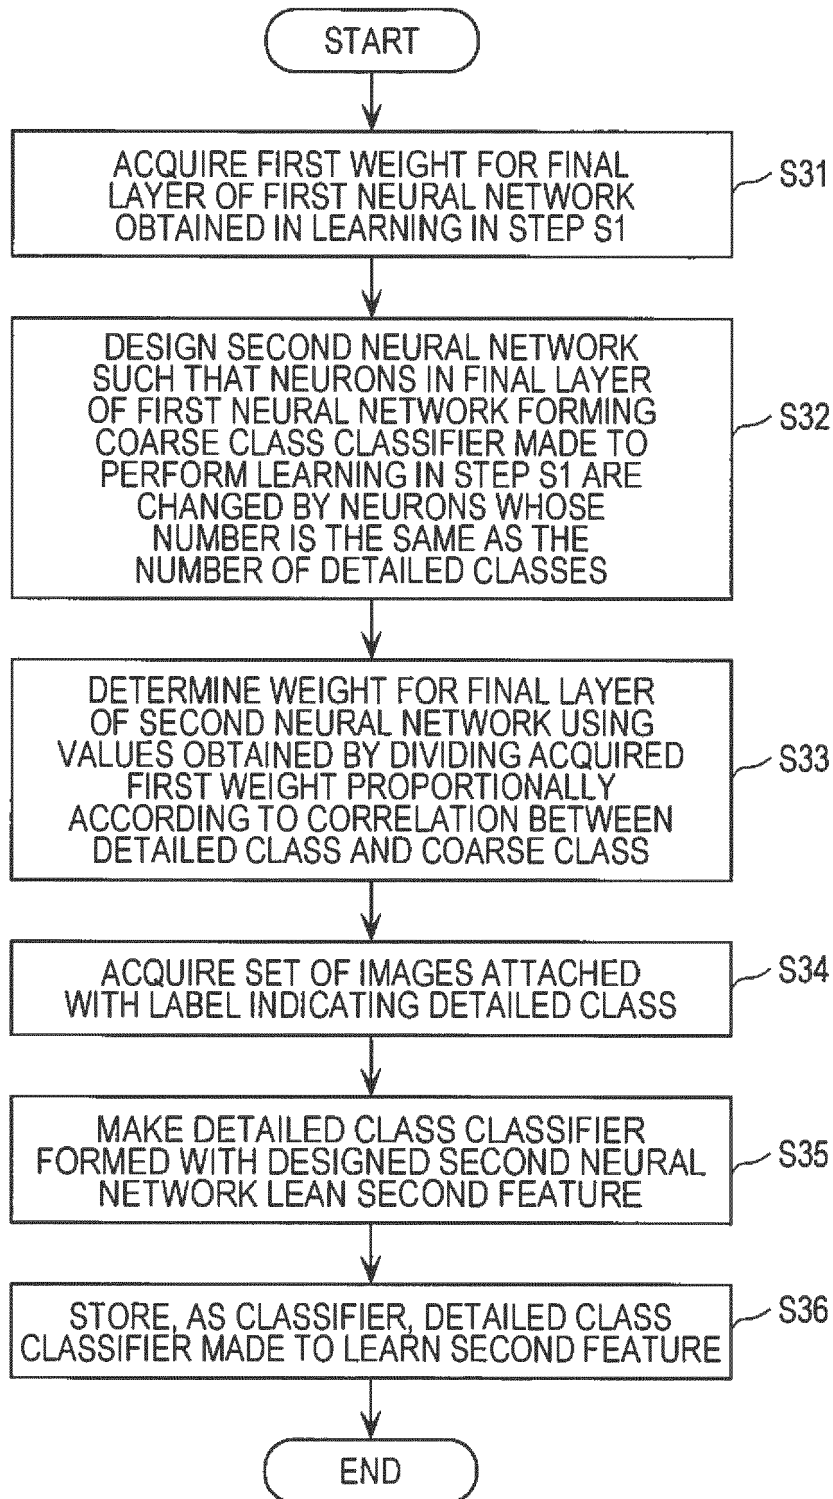 START
ACQUIRE FIRST WEIGHT FOR FINAL
LAYER OF FIRST NEURAL NETWORK
OBTAINED IN LEARNING IN STEP S1
S31
DESIGN SECOND NEURAL NETWORK
SUCH THAT NEURONS IN FINAL LAYER
OF FIRST NEURAL NETWORK FORMING
COARSE CLASS CLASSIFIER MADE TO
PERFORM LEARNING IN STEP S1 ARE
CHANGED BY NEURONS WHOSE
NUMBER IS THE SAME AS THE
NUMBER OF DETAILED CLASSES
S32
DETERMINE WEIGHT FOR FINAL LAYER
OF SECOND NEURAL NETWORK USING
VALUES OBTAINED BY DIVIDING ACQUIRED
FIRST WEIGHT PROPORTIONALLY
ACCORDING TO CORRELATION BETWEEN
DETAILED CLASS AND COARSE CLASS
S33
ACQUIRE SET OF IMAGES ATTACHED
WITH LABEL INDICATING DETAILED CLASS
S34
MAKE DETAILED CLASS CLASSIFIER
FORMED WITH DESIGNED SECOND NEURAL
NETWORK LEAN SECOND FEATURE
S35
STORE, AS CLASSIFIER, DETAILED CLASS
CLASSIFIER MADE TO LEARN SECOND FEATURE
S36
END